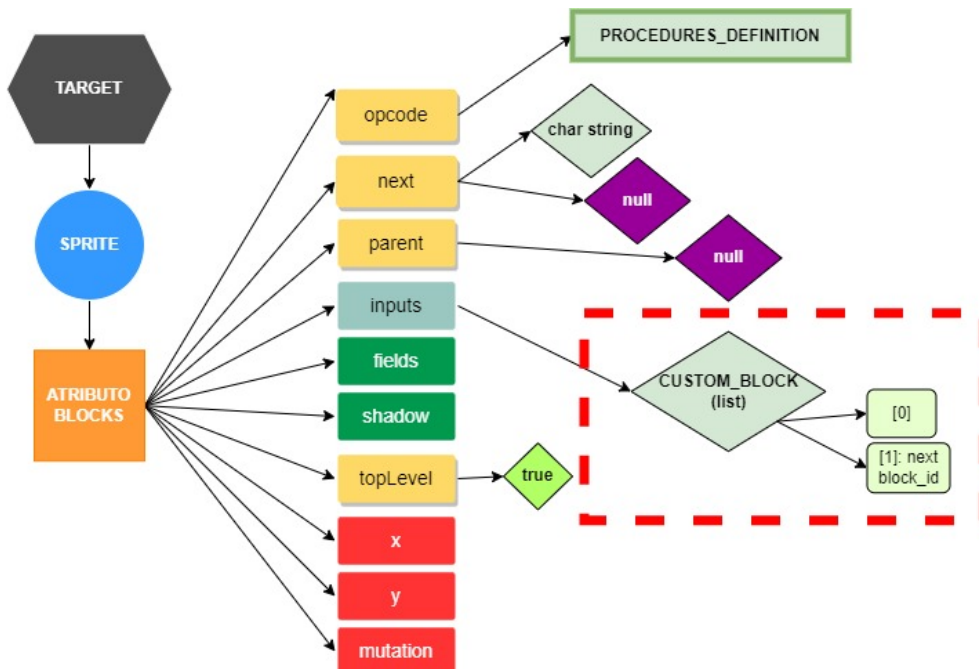 TARGET
SPRITE
ATRIBUTO
BLOCKS
opcode
next
parent
inputs
fields
shadow
topLevel
x
y
mutation
PROCEDURES_DEFINITION
char string
null
null
CUSTOM_BLOCK
(list)
[0]
[1]: next
block_id
true